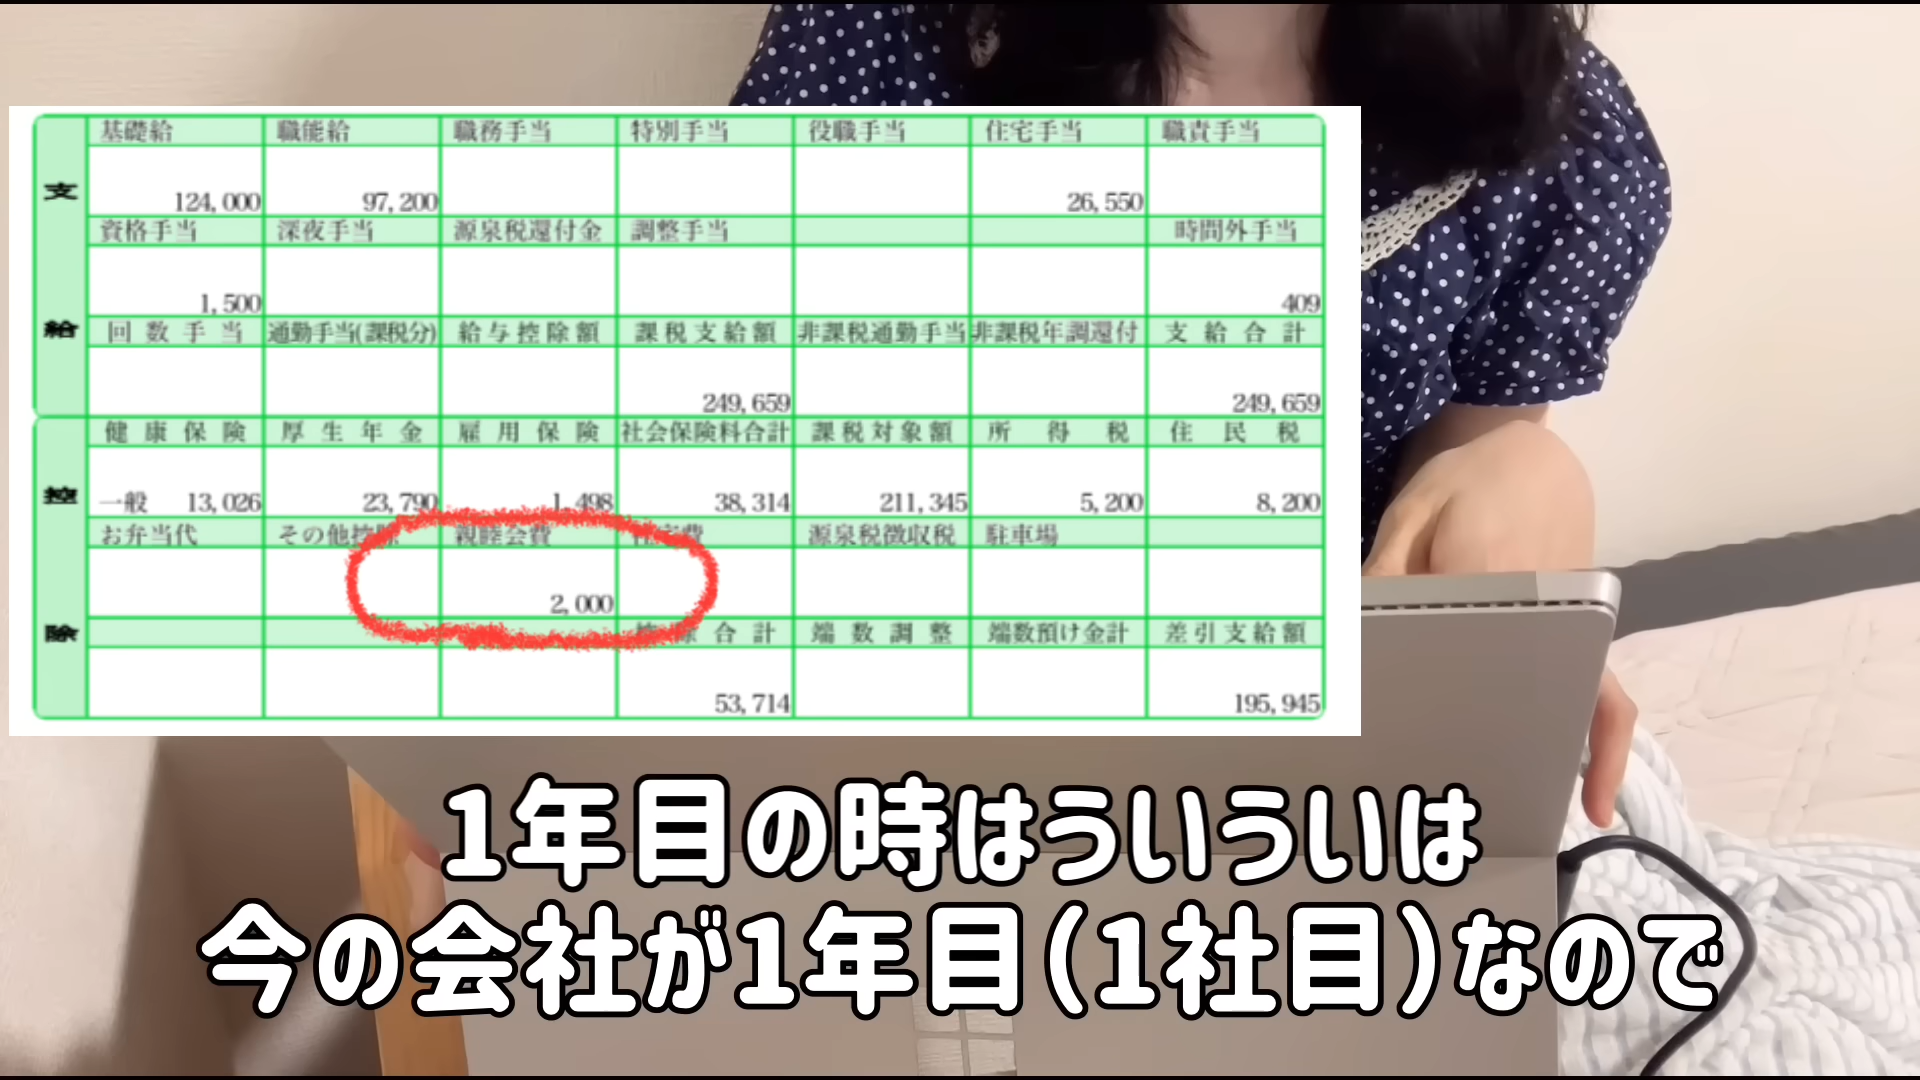 支給
基礎給 職能給 職務手当 特別手当 役職手当 住宅手当 職責手当
124,000 97,200 26,550
資格手当 深夜手当 源泉税還付金 調整手当 時間外手当
1,500 409
回数手当 通勤手当(課税分) 給与控除額 課税支給額 非課税通勤手当 非課税年調還付 支給合計
249,659 249,659
控除
健康保険 厚生年金 雇用保険 社会保険料合計 課税対象額 所得税 住民税
一般 13,026 23,790 1,498 38,314 211,345 5,200 8,200
お弁当代 その他控除 親睦会費 費 源泉税徴収税 駐車場
2,000
控除合計 端数調整 端数預け金計 差引支給額
53,714 195,945
1年目の時はういういは
今の会社が1年目(1社目)なので